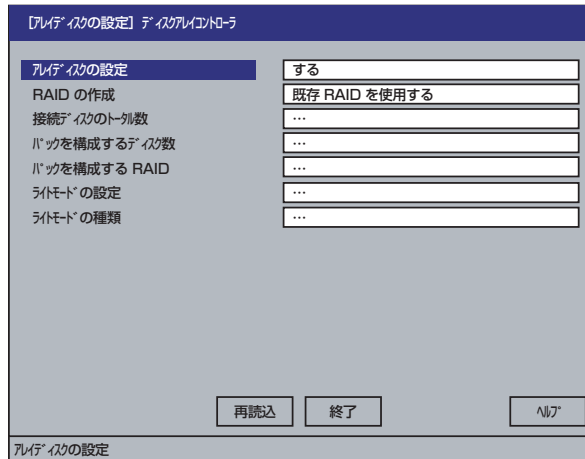 [ｱﾚｲﾃﾞｨｽｸの設定] ﾃﾞｨｽｸｱﾚｲｺﾝﾄﾛｰﾗ
ｱﾚｲﾃﾞｨｽｸの設定 する
RAID の作成 既存 RAID を使用する
接続ﾃﾞｨｽｸのﾄｰﾀﾙ数 …
ﾊﾟｯｸを構成するﾃﾞｨｽｸ数 …
ﾊﾟｯｸを構成する RAID …
ﾗｲﾄﾓｰﾄﾞの設定 …
ﾗｲﾄﾓｰﾄﾞの種類 …
再読込 終了 ﾍﾙﾌﾟ
ｱﾚｲﾃﾞｨｽｸの設定